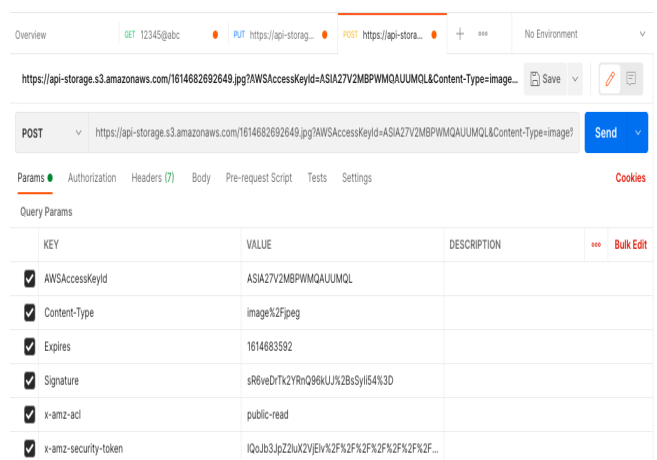 Overview GET 12345@abc PUT https://api-storag... POST https://api-stora... + ooo No Environment
https://api-storage.s3.amazonaws.com/1614682692649.jpg?AWSAccessKeyId=ASIA27V2MBPWMQAUUMQL&Content-Type=image... Save
POST https://api-storage.s3.amazonaws.com/1614682692649.jpg?AWSAccessKeyId=ASIA27V2MBPWMQAUUMQL&Content-Type=image% Send
Params Authorization Headers (7) Body Pre-request Script Tests Settings Cookies
Query Params
KEY VALUE DESCRIPTION ooo Bulk Edit
AWSAccessKeyId ASIA27V2MBPWMQAUUMQL
Content-Type image%2Fjpeg
Expires 1614683592
Signature sR6veDrTk2YRnQ96kUJ%2BsSyIi54%3D
x-amz-acl public-read
x-amz-security-token IQoJb3JpZ2luX2VjEIv%2F%2F%2F%2F%2F%2F%2F...